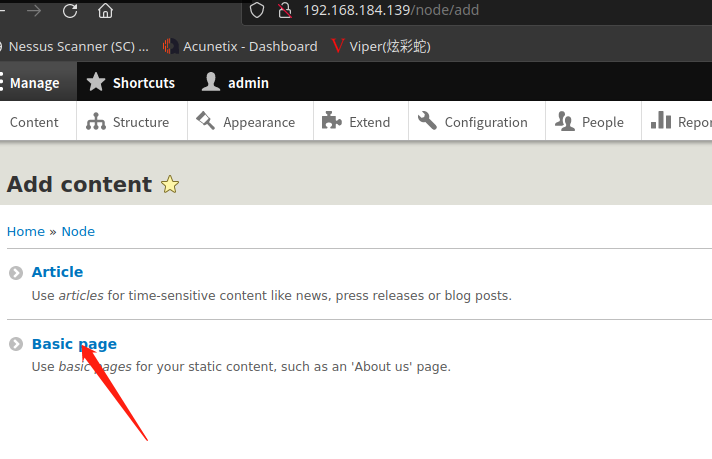 192.168.184.139/node/add
Nessus Scanner (SC) ... Acunetix - Dashboard Viper(炫彩蛇)
Manage Shortcuts admin
Content Structure Appearance Extend Configuration People Repor
Add content
Home » Node
Article
Use articles for time-sensitive content like news, press releases or blog posts.
Basic page
Use basic pages for your static content, such as an 'About us' page.